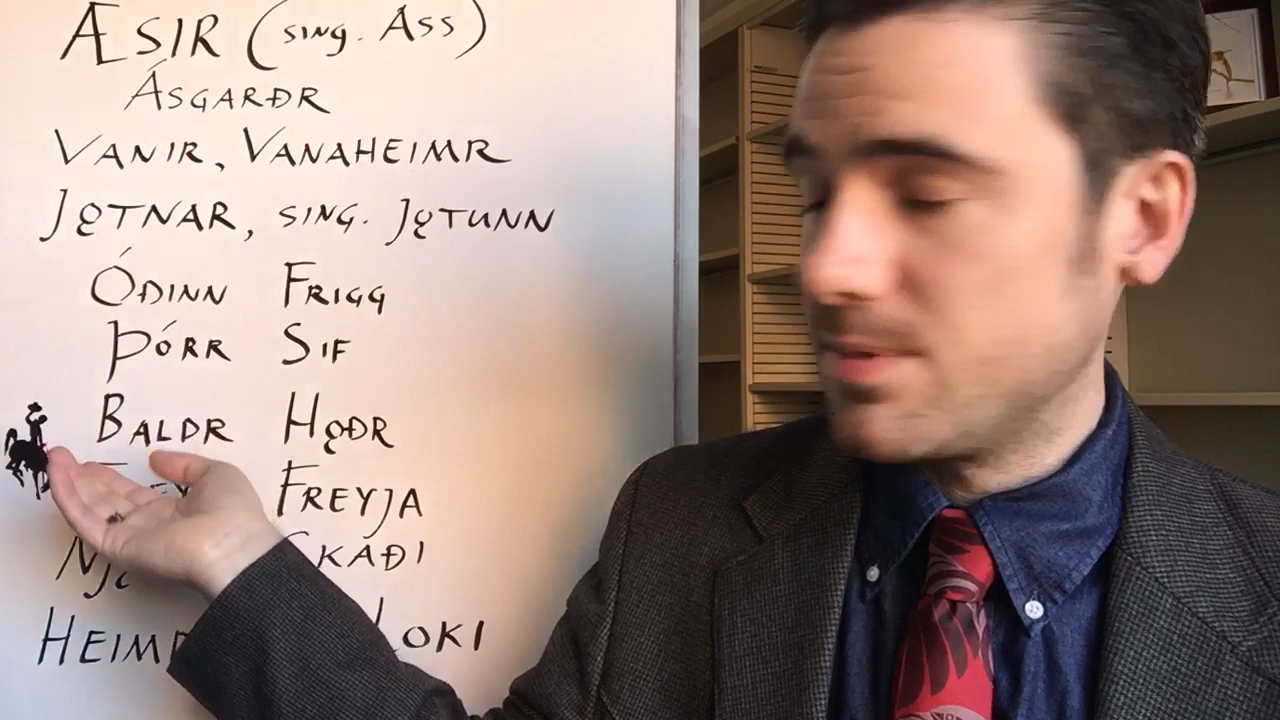 ÆSIR (SING. ÁSS)
ÁSGARÐR
VANIR, VANAHEIMR
JǪTNAR, SING. JǪTUNN
ÓÐINN FRIGG
ÞÓRR SIF
BALDR HǪÐR
FREYJA
SKAÐI
LOKI